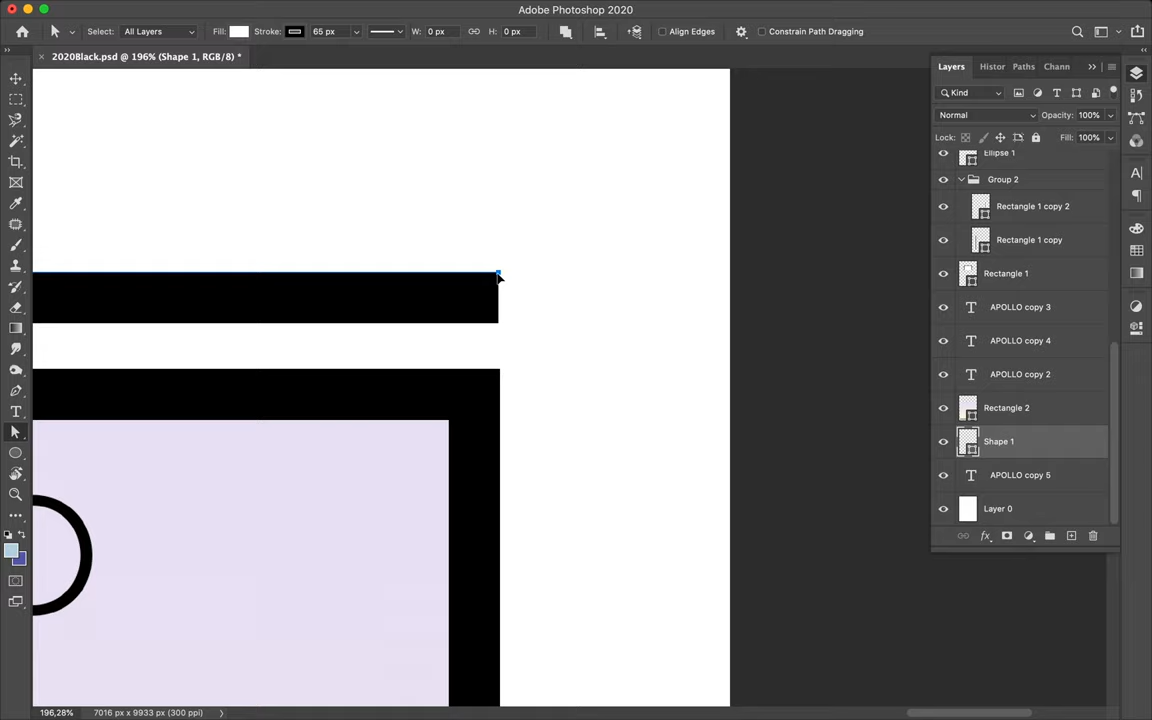 Adobe Photoshop 2020
Select: All Layers Fill: Stroke: 65 px W: 0 px H: 0 px Align Edges Constrain Path Dragging
2020Black.psd @ 196% (Shape 1, RGB/8) *
Layers Histor Paths Chann
Kind
Normal Opacity: 100%
Lock: Fill: 100%
Ellipse 1
Group 2
Rectangle 1 copy 2
Rectangle 1 copy
Rectangle 1
APOLLO copy 3
APOLLO copy 4
APOLLO copy 2
Rectangle 2
Shape 1
APOLLO copy 5
Layer 0
196,28% 7016 px x 9933 px (300 ppi)